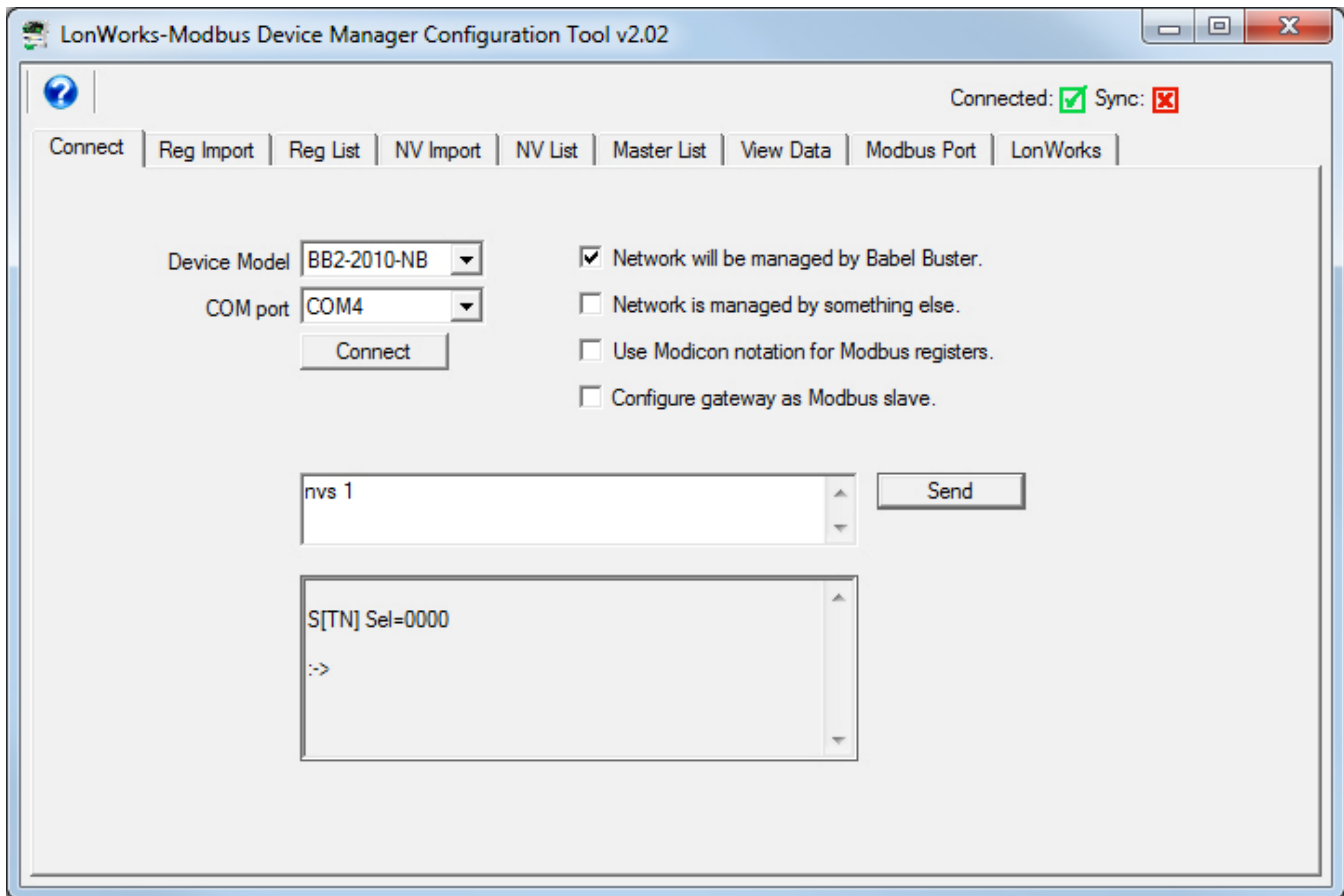 LonWorks-Modbus Device Manager Configuration Tool v2.02
Connected: Sync:
Connect Reg Import Reg List NV Import NV List Master List View Data Modbus Port LonWorks
Device Model BB2-2010-NB Network will be managed by Babel Buster.
COM port COM4 Network is managed by something else.
Connect Use Modicon notation for Modbus registers.
Configure gateway as Modbus slave.
nvs 1 Send
S[TN] Sel=0000
:->